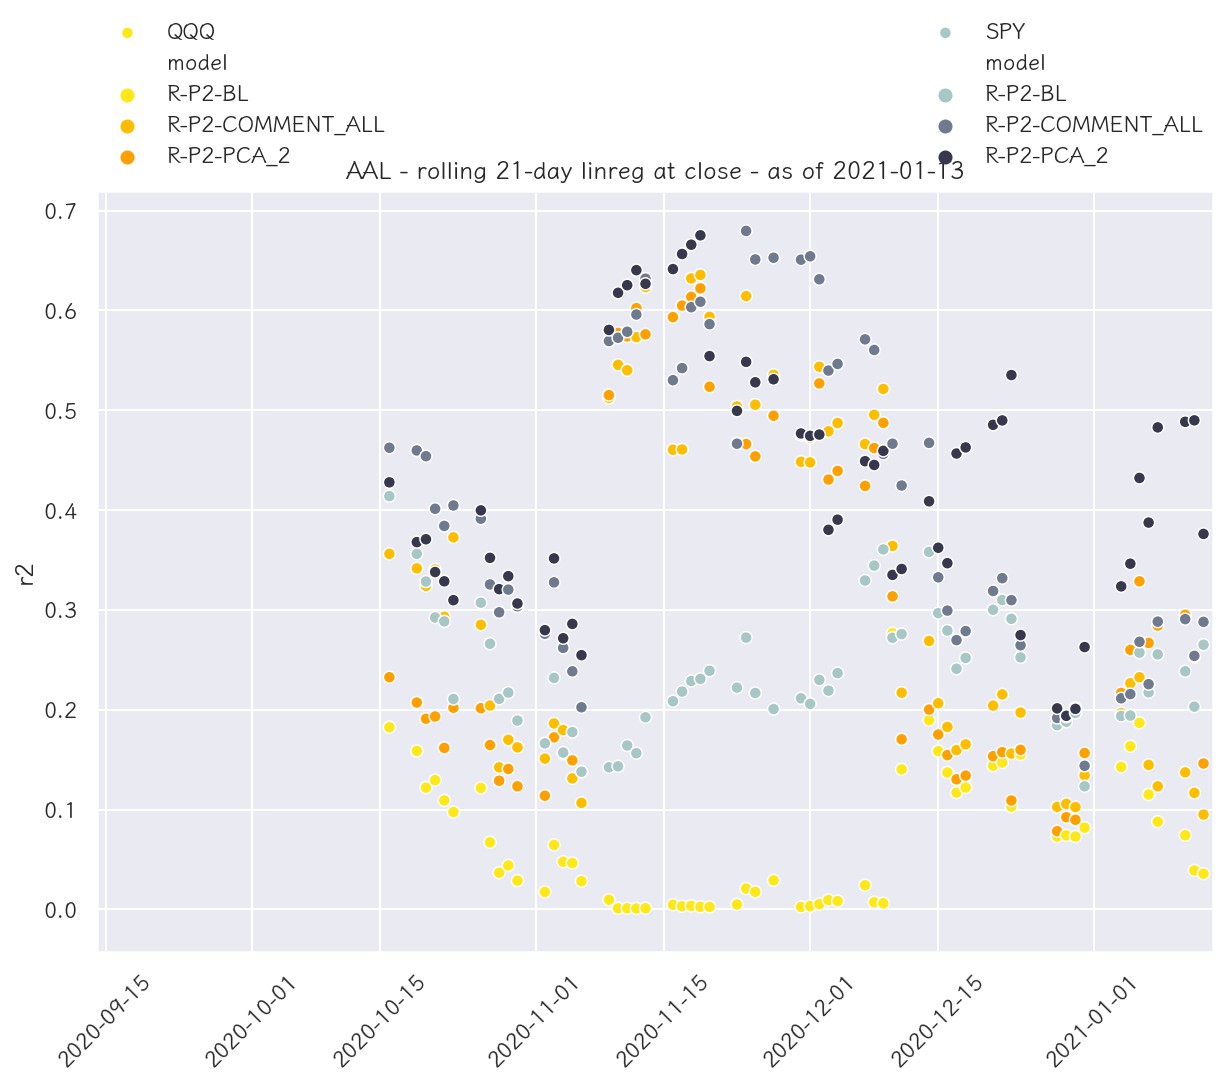 QQQ
model
R-P2-BL
R-P2-COMMENT_ALL
R-P2-PCA_2
SPY
model
R-P2-BL
R-P2-COMMENT_ALL
R-P2-PCA_2
AAL - rolling 21-day linreg at close - as of 2021-01-13
r2
0.7
0.6
0.5
0.4
0.3
0.2
0.1
0.0
2020-09-15
2020-10-01
2020-10-15
2020-11-01
2020-11-15
2020-12-01
2020-12-15
2021-01-01